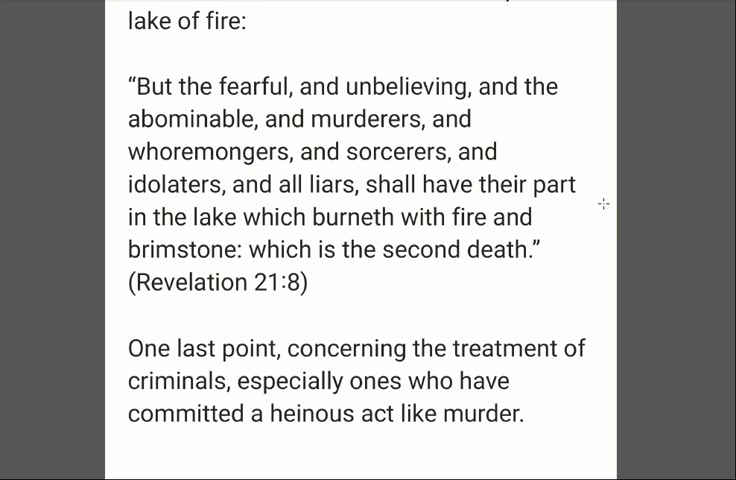 lake of fire:
“But the fearful, and unbelieving, and the
abominable, and murderers, and
whoremongers, and sorcerers, and
idolaters, and all liars, shall have their part
in the lake which burneth with fire and
brimstone: which is the second death.”
(Revelation 21:8)
One last point, concerning the treatment of
criminals, especially ones who have
committed a heinous act like murder.